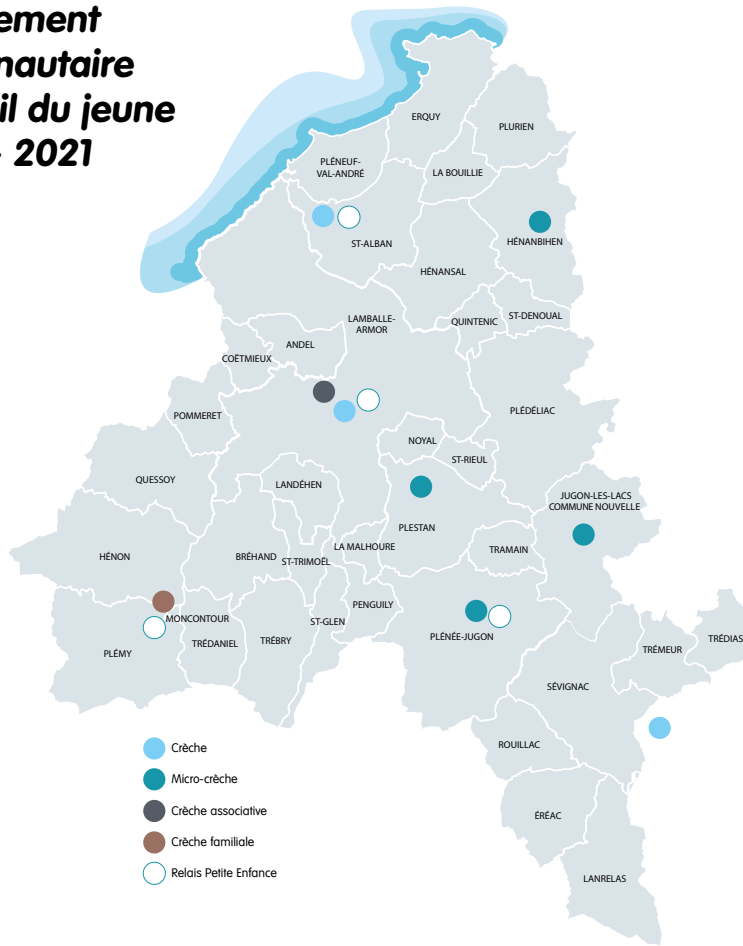 ement
nautaire
il du jeune
- 2021
ERQUY
PLURIEN
PLÉNEUF-
VAL-ANDRÉ
LA BOUILLIE
ST-ALBAN
HÉNANBIHEN
HÉNANSAL
LAMBALLE-
ARMOR
QUINTENIC
ST-DENOUAL
ANDEL
COËTMIEUX
POMMERET
PLÉDÉLIAC
NOYAL
ST-RIEUL
QUESSOY
LANDÉHEN
JUGON-LES-LACS
COMMUNE NOUVELLE
PLESTAN
HÉNON
BRÉHAND
ST-TRIMOËL
LA MALHOURE
TRAMAIN
PENGUILY
MONCONTOUR
ST-GLEN
PLÉMY
TRÉDANIEL
TRÉBRY
PLÉNÉE-JUGON
TRÉMEUR
TRÉDIAS
SÉVIGNAC
ROUILLAC
ÉRÉAC
LANRELAS
Crèche
Micro-crèche
Crèche associative
Crèche familiale
Relais Petite Enfance